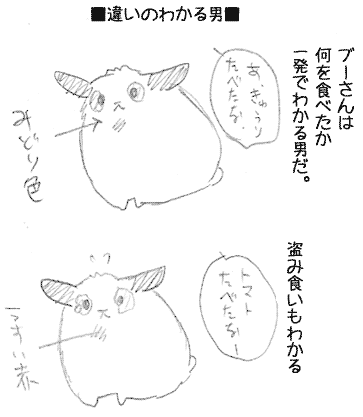 ■違いのわかる男■
ブーさんは
何を食べたか
一発でわかる男だ。
あ、きゅうり
たべたな、
みどり色
盗み食いもわかる
トマト
たべたなー
うすい赤